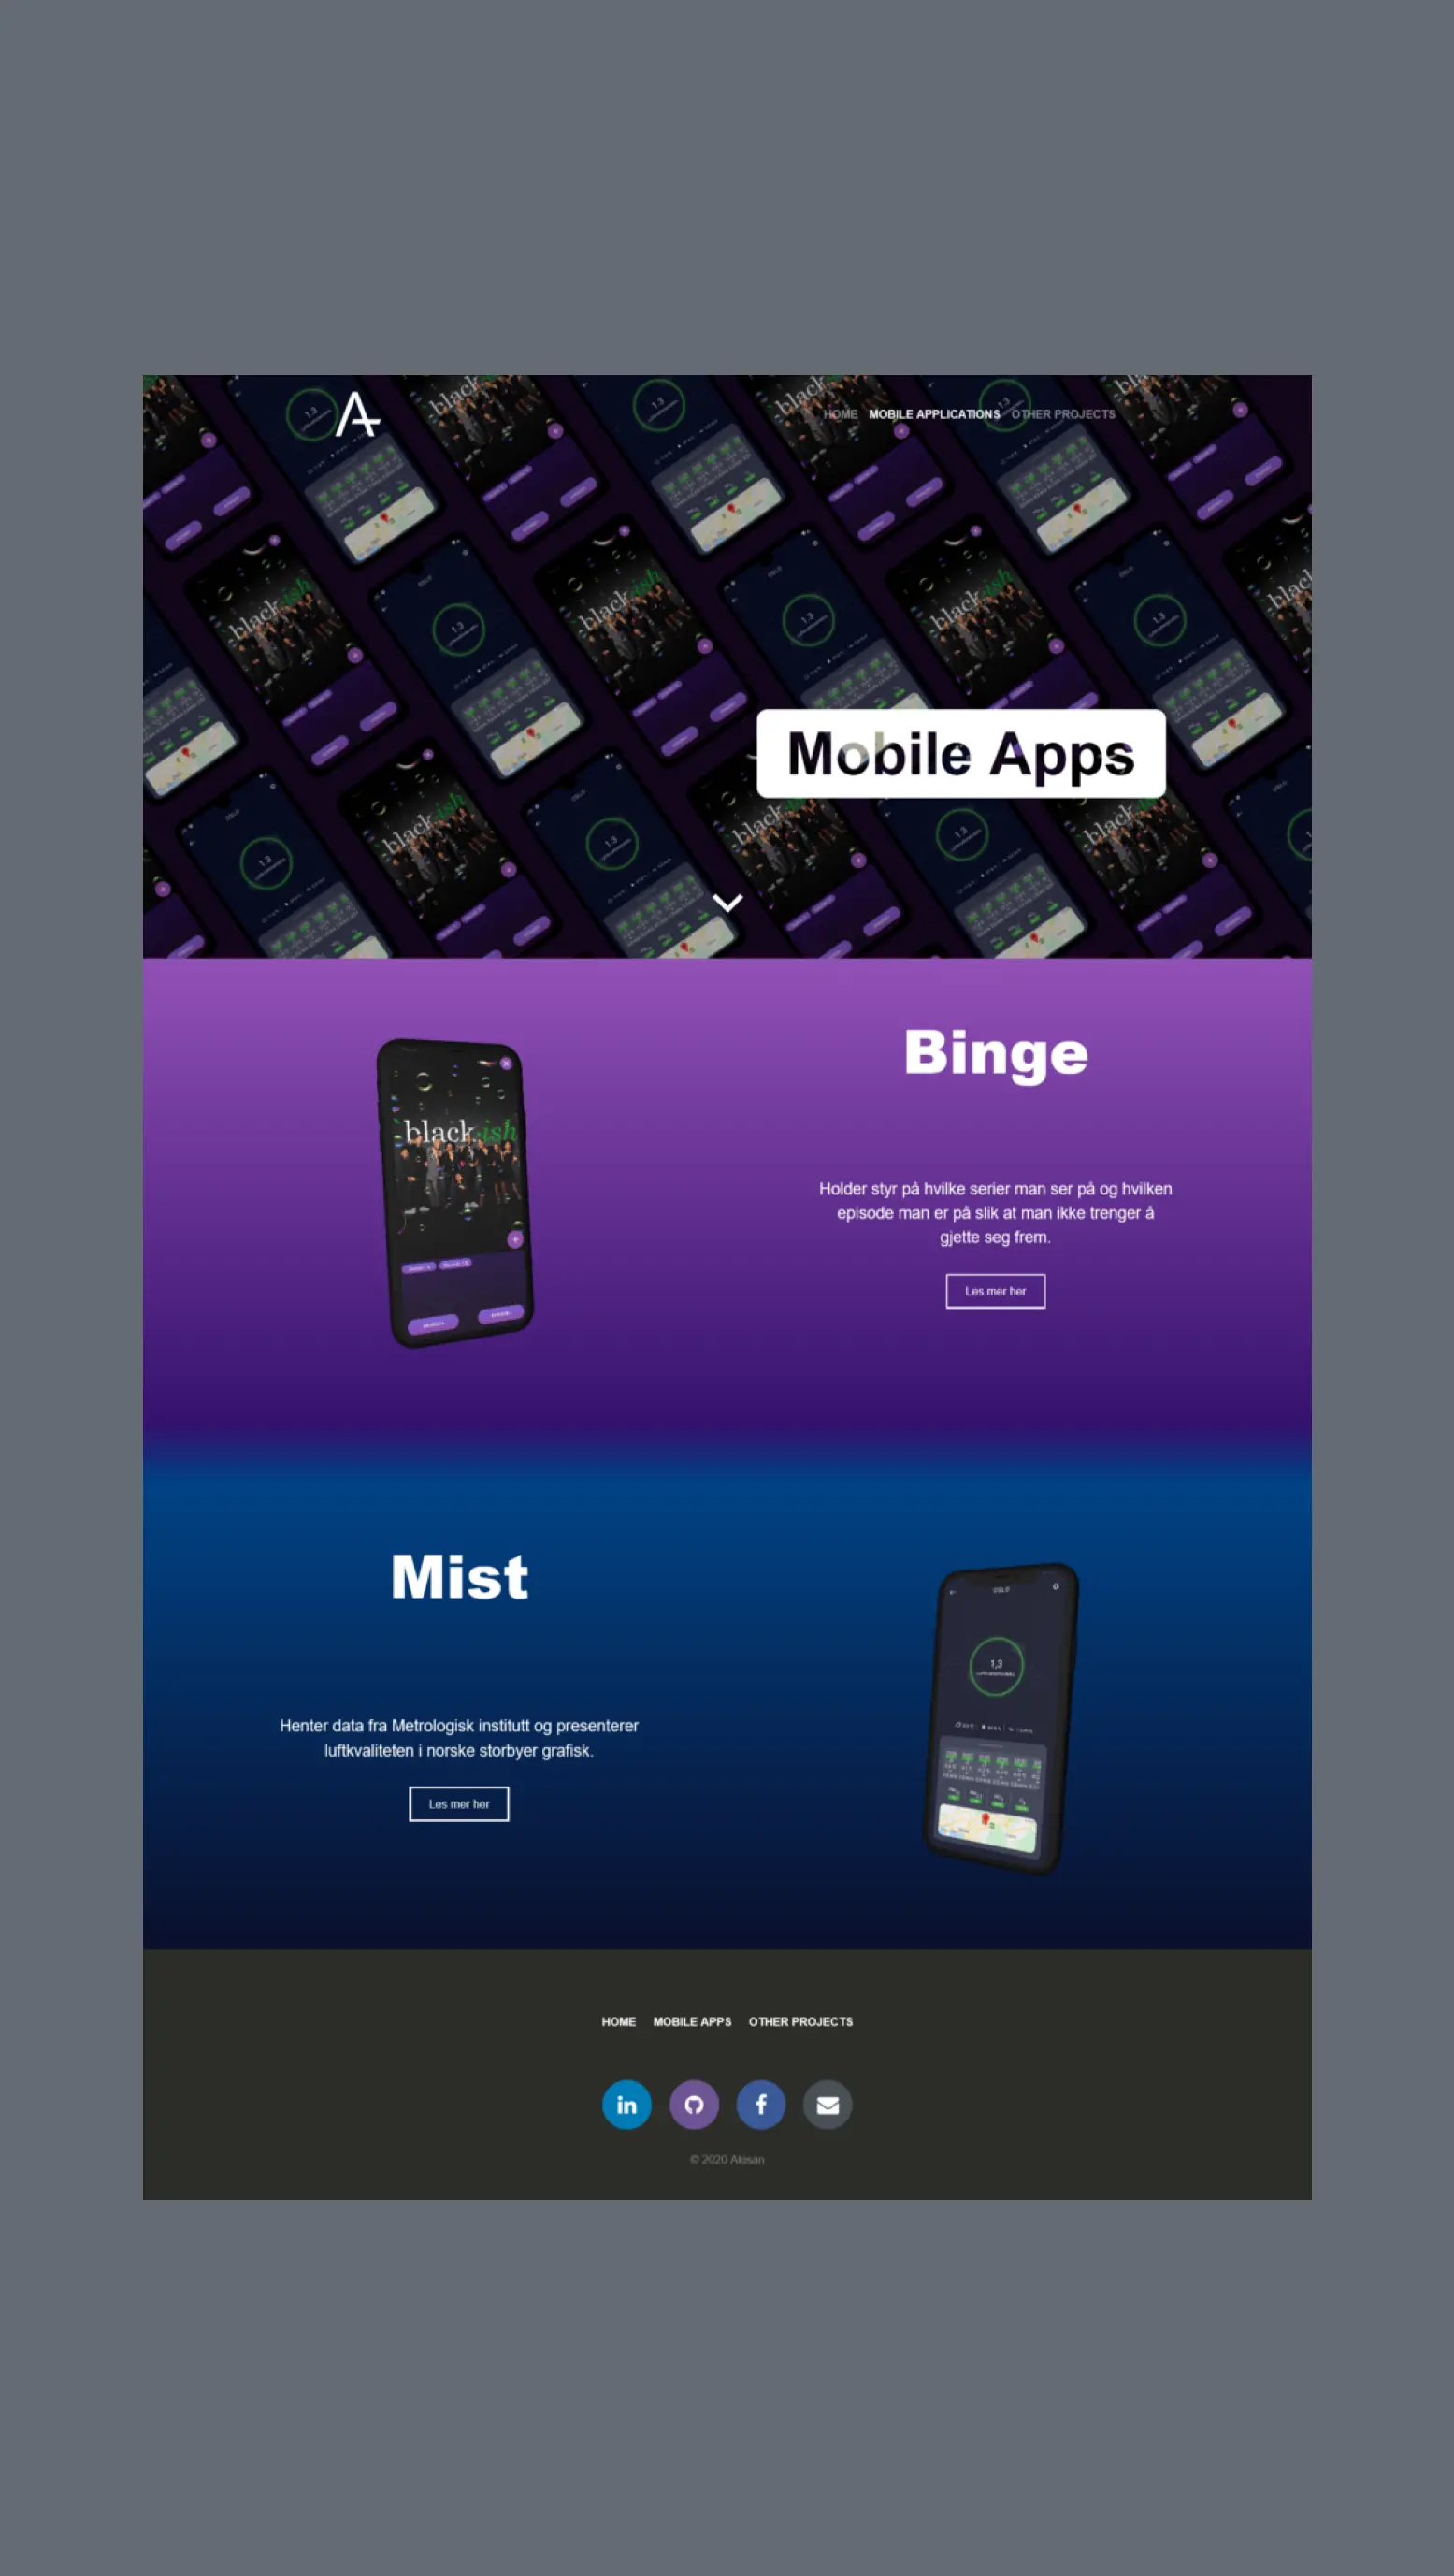 HOME MOBILE APPLICATIONS OTHER PROJECTS
Mobile Apps
Binge
black-ish
Holder styr på hvilke serier man ser på og hvilken
episode man er på slik at man ikke trenger å
gjette seg frem.
Les mer her
Mist
OSLO
1,3
Henter data fra Metrologisk institutt og presenterer
luftkvaliteten i norske storbyer grafisk.
Les mer her
HOME MOBILE APPS OTHER PROJECTS
© 2020 Akisan